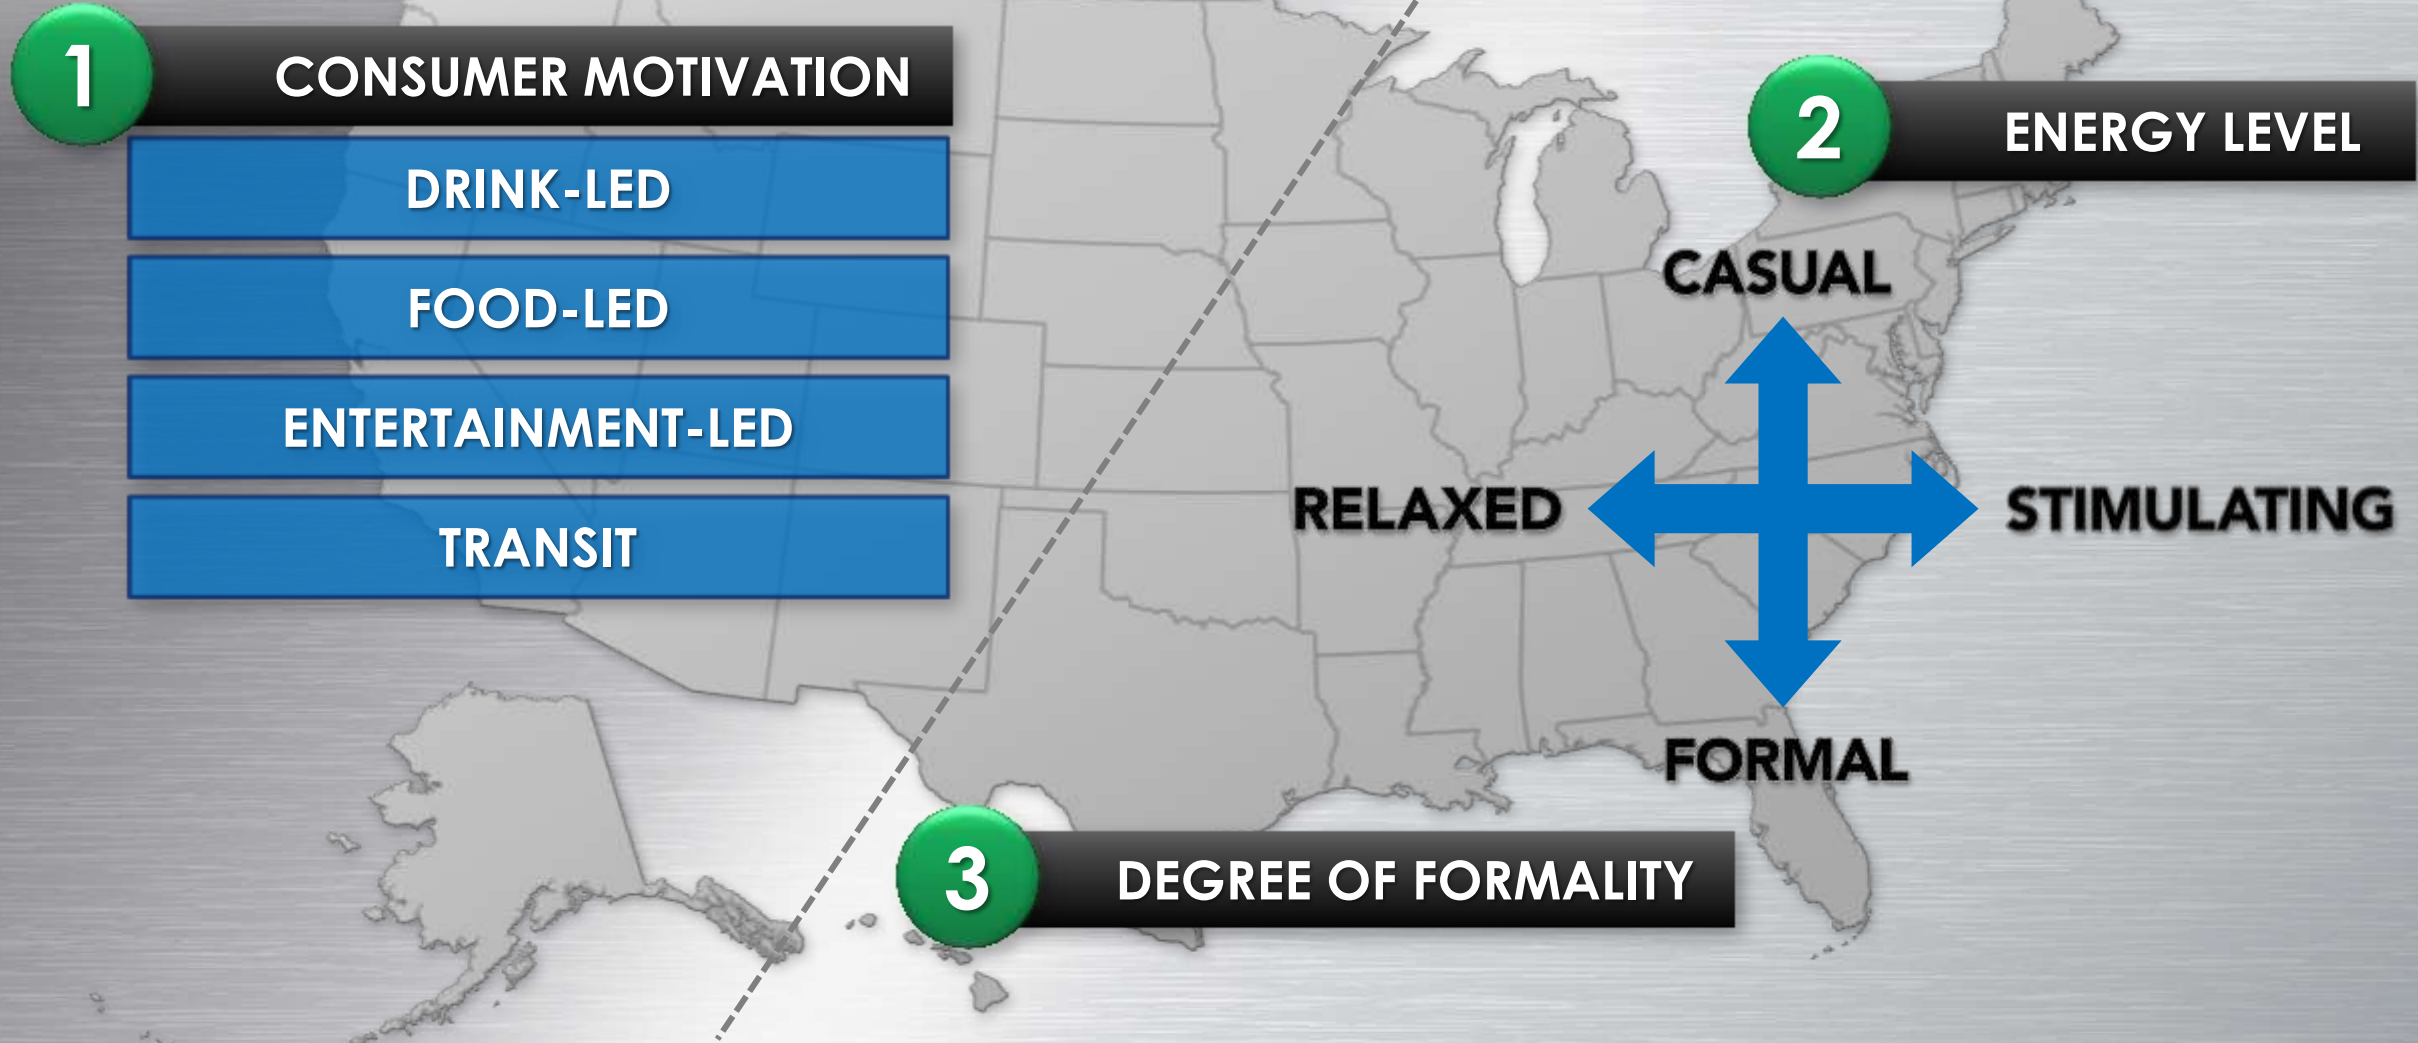 1
CONSUMER MOTIVATION
DRINK-LED
FOOD-LED
ENTERTAINMENT-LED
TRANSIT
2
ENERGY LEVEL
CASUAL
RELAXED
STIMULATING
FORMAL
3
DEGREE OF FORMALITY